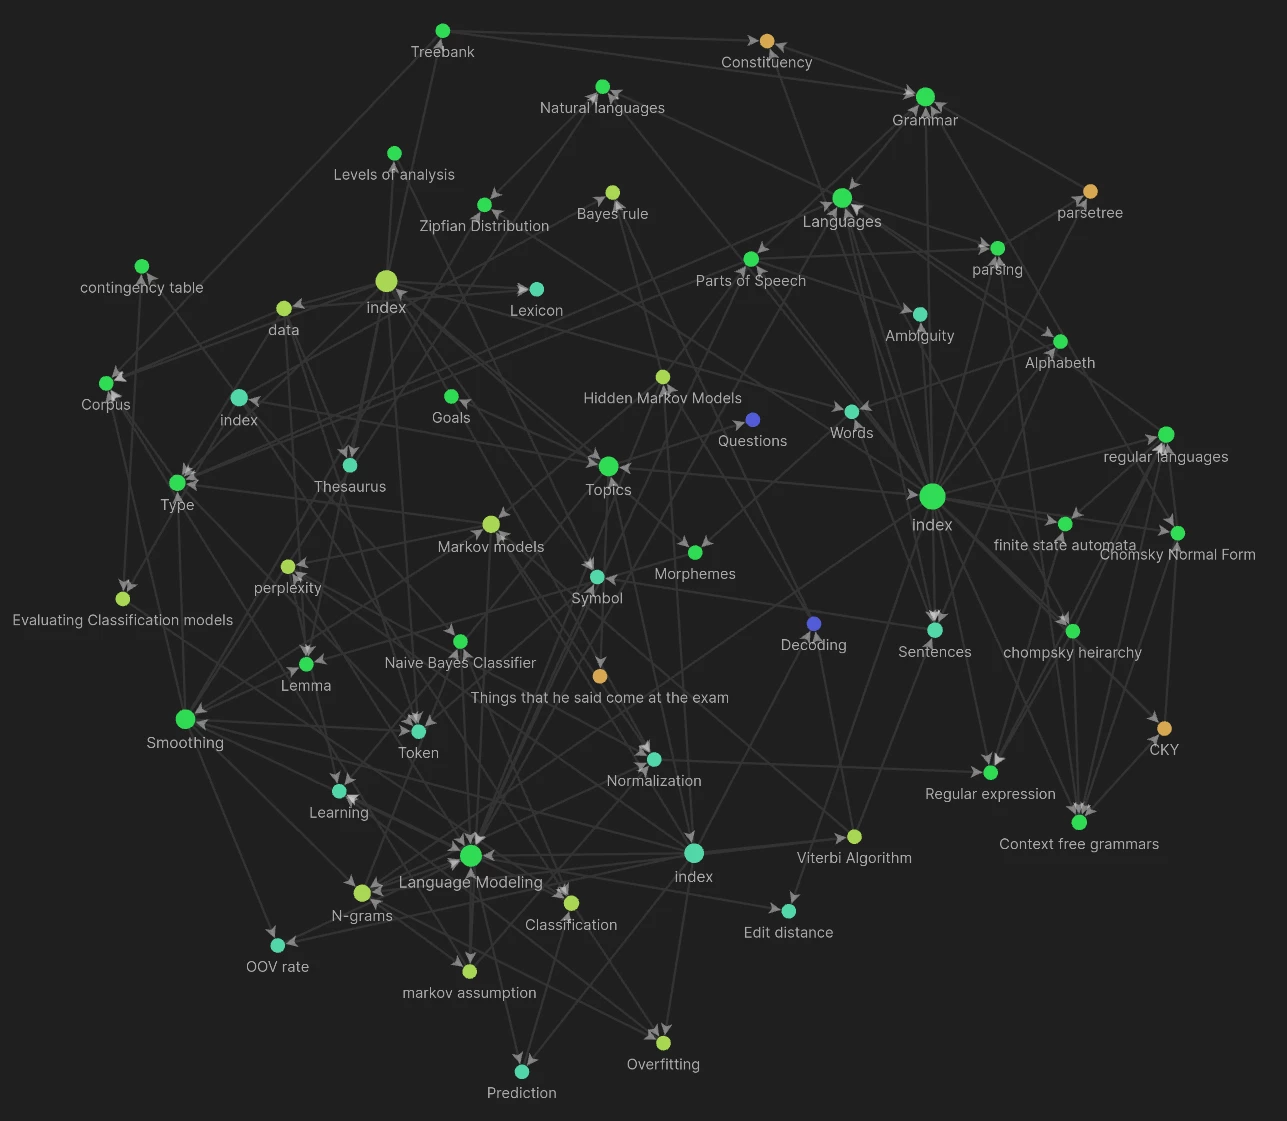 Treebank
Constituency
Natural languages
Grammar
Levels of analysis
parsetree
Bayes rule
Languages
Zipfian Distribution
parsing
Parts of Speech
contingency table
index
Lexicon
data
Ambiguity
Alphabeth
Hidden Markov Models
Corpus
Goals
index
Words
Questions
regular languages
Thesaurus
Topics
Type
index
finite state automata
Markov models
Chomsky Normal Form
Morphemes
perplexity
Symbol
Evaluating Classification models
Decoding
Sentences
chompsky heirarchy
Naive Bayes Classifier
Lemma
Things that he said come at the exam
Smoothing
CKY
Token
Normalization
Regular expression
Learning
Context free grammars
Viterbi Algorithm
index
Language Modeling
N-grams
Classification
Edit distance
OOV rate
markov assumption
Overfitting
Prediction